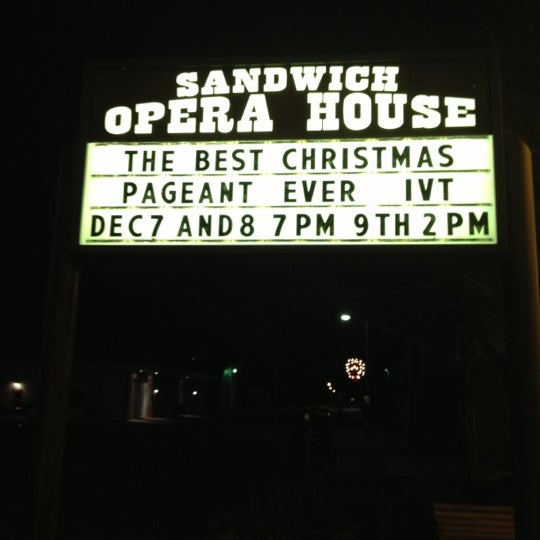 SANDWICH
OPERA HOUSE
THE BEST CHRISTMAS
PAGEANT EVER IVT
DEC7 AND8 7PM 9TH 2PM